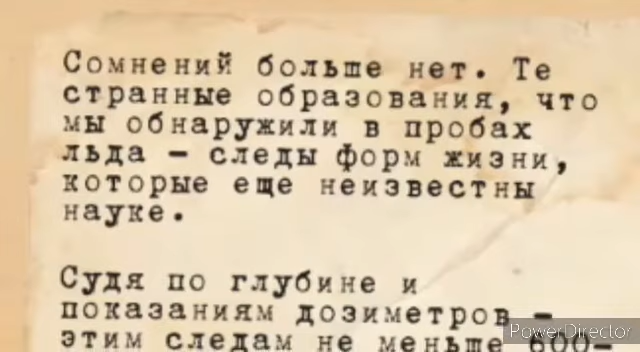 Сомнений больше нет. Те
странные образования, что
мы обнаружили в пробах
льда - следы форм жизни,
которые еще неизвестны
науке.
Судя по глубине и
показаниям дозиметров -
этим следам не меньше 600-
PowerDirector